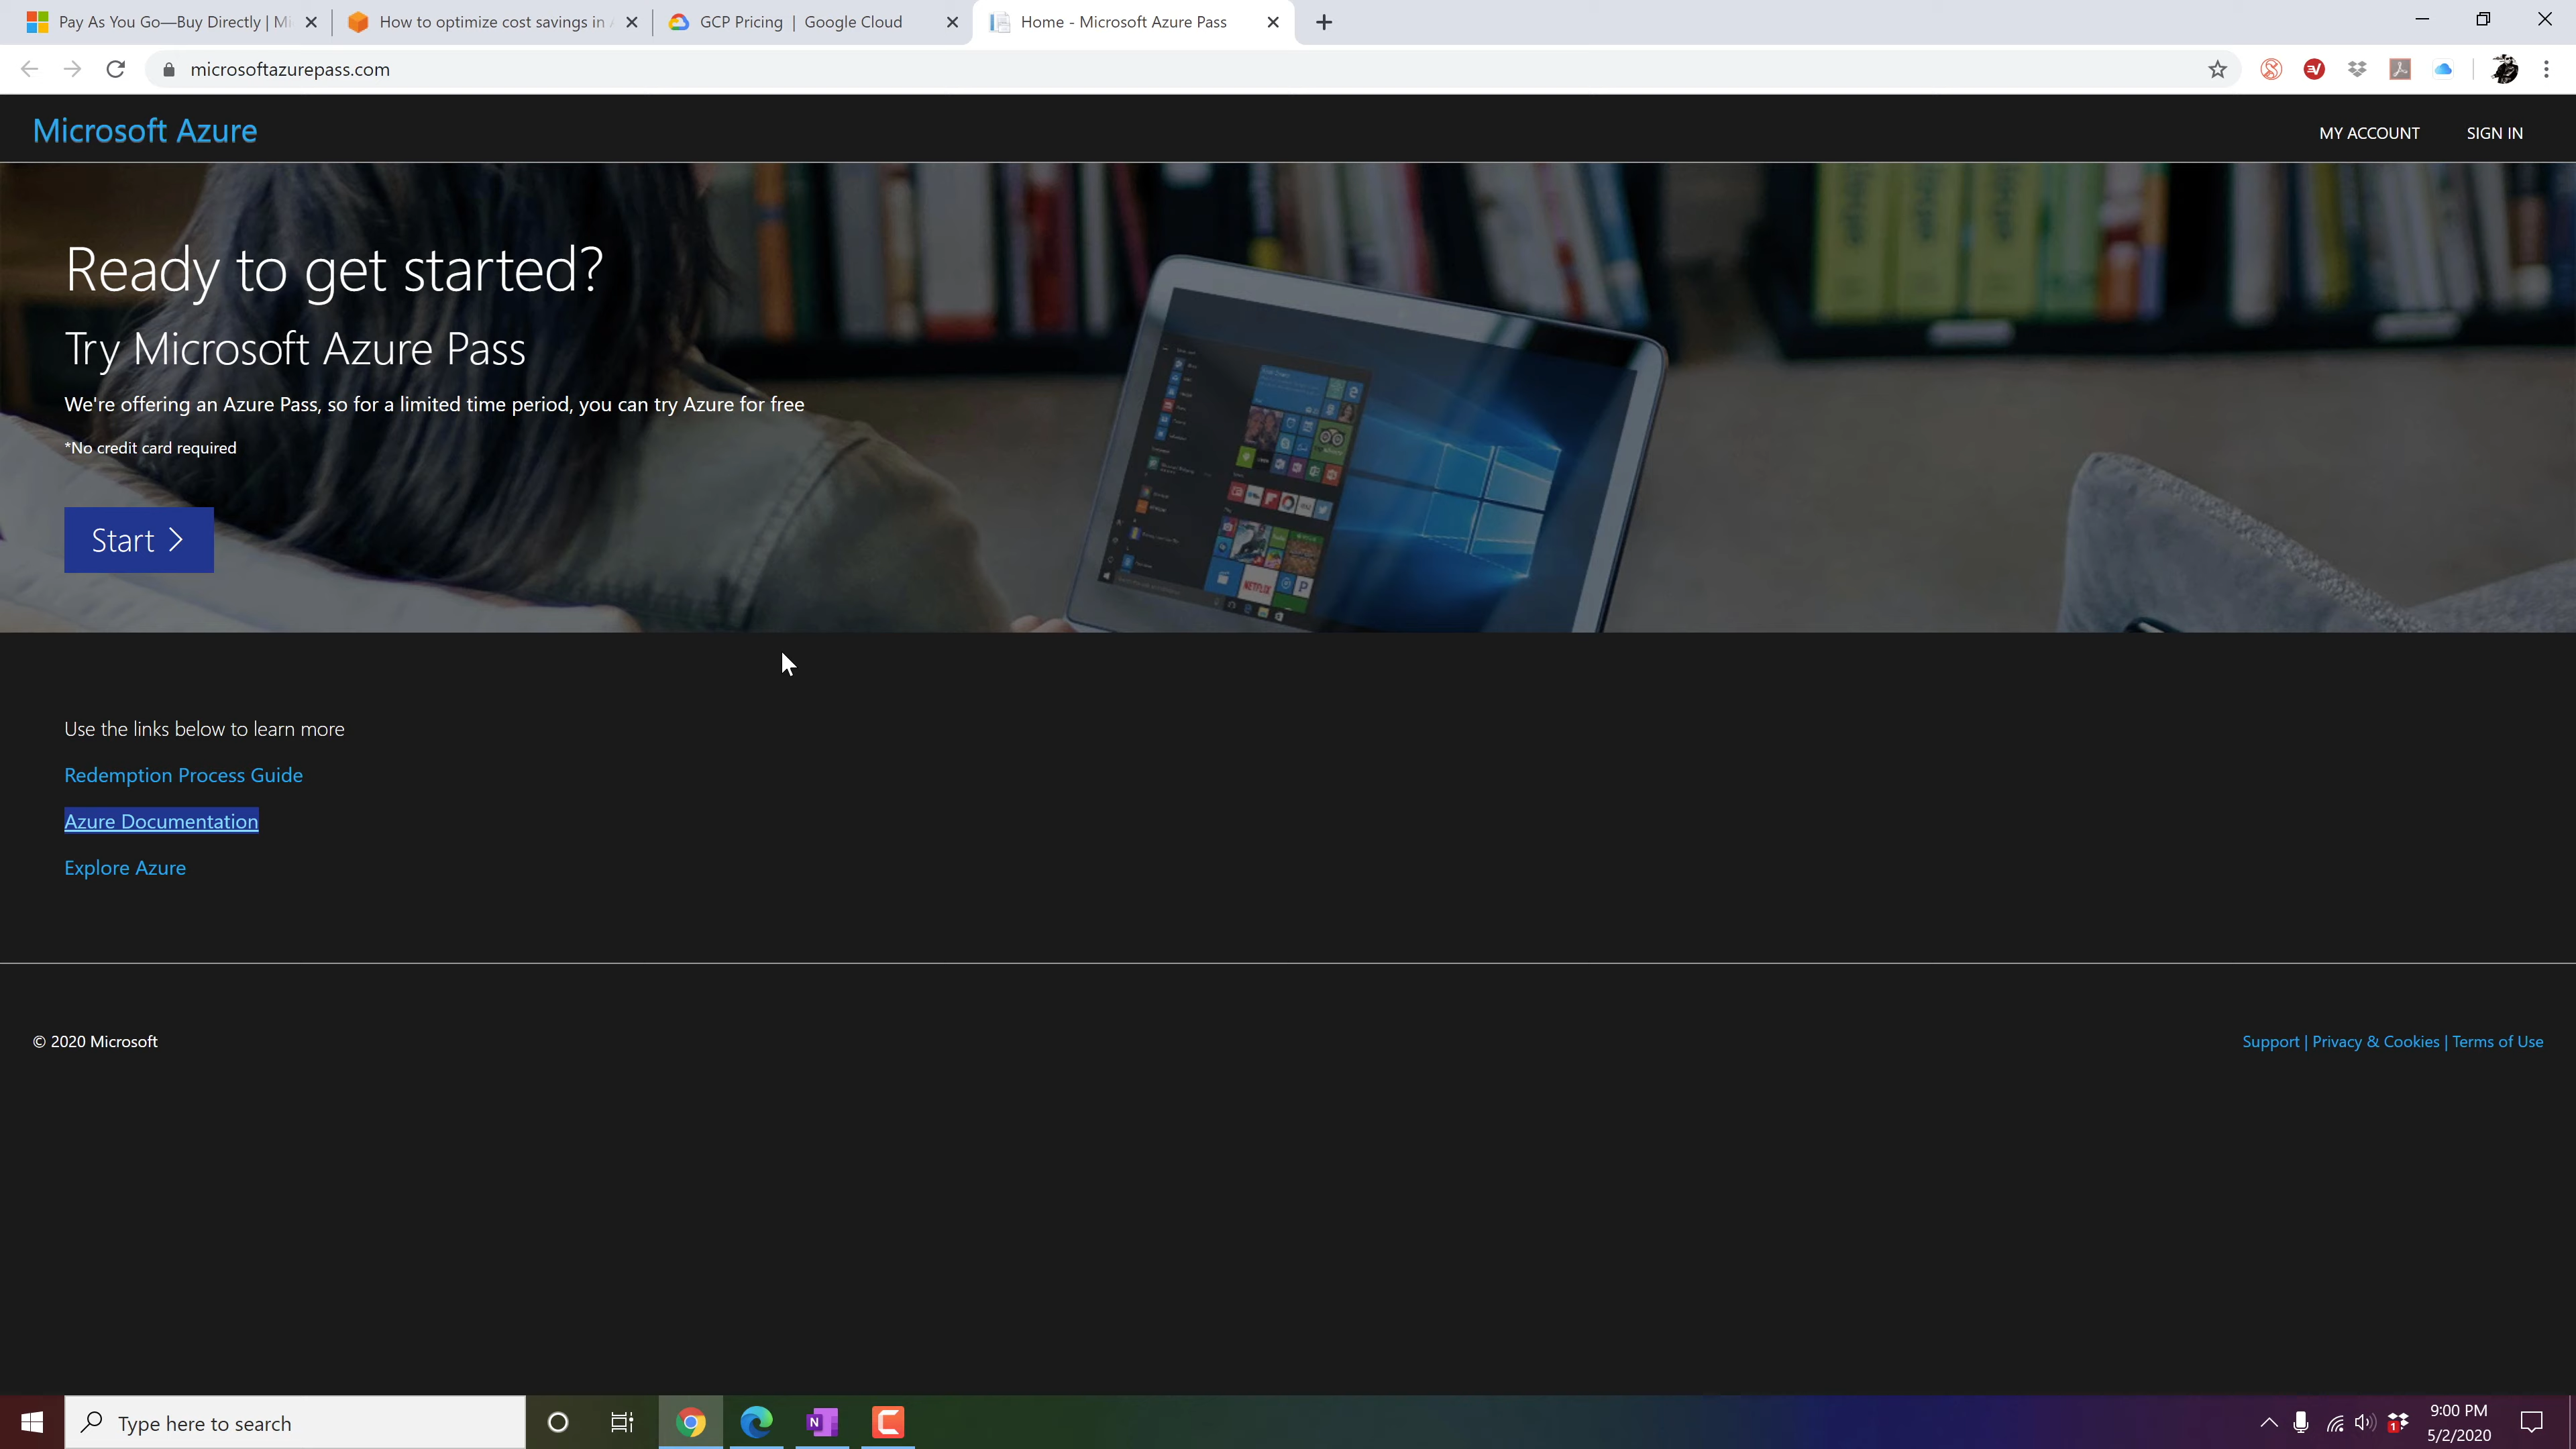 Pay As You Go—Buy Directly | Mi
How to optimize cost savings in
GCP Pricing | Google Cloud
Home - Microsoft Azure Pass
microsoftazurepass.com
Microsoft Azure
MY ACCOUNT
SIGN IN
Ready to get started?
Try Microsoft Azure Pass
We're offering an Azure Pass, so for a limited time period, you can try Azure for free
*No credit card required
Start
Use the links below to learn more
Redemption Process Guide
Azure Documentation
Explore Azure
© 2020 Microsoft
Support | Privacy & Cookies | Terms of Use
Type here to search
9:00 PM
5/2/2020